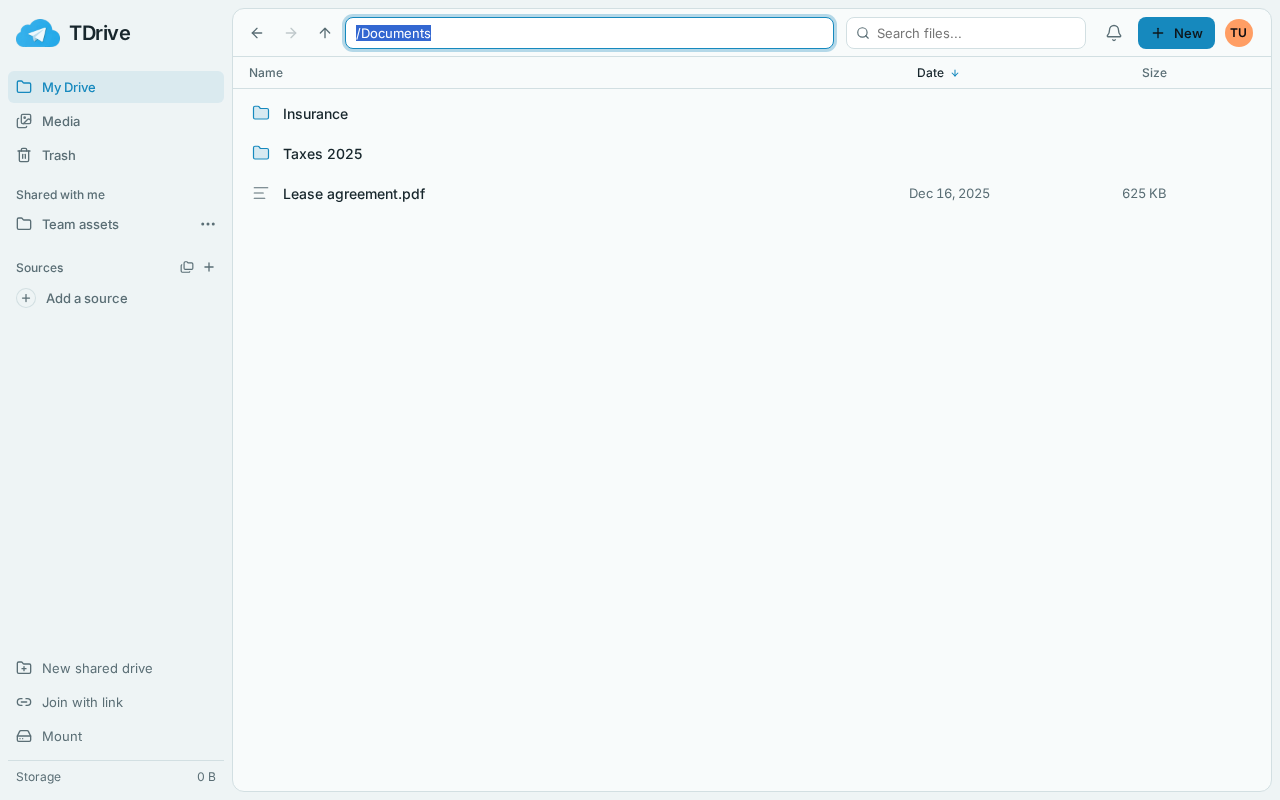 TDrive
/Documents
Search files...
New
TU
My Drive
Media
Trash
Shared with me
Team assets
Sources
Add a source
Name
Date
Size
Insurance
Taxes 2025
Lease agreement.pdf
Dec 16, 2025
625 KB
New shared drive
Join with link
Mount
Storage
0 B